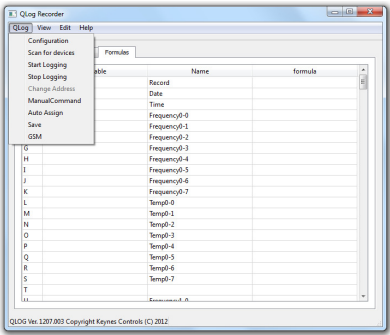 QLog Recorder
QLog View Edit Help
Configuration
Scan for devices
Start Logging
Stop Logging
Change Address
ManualCommand
Auto Assign
Save
GSM
Formulas
Name formula
Record
Date
Time
Frequency0-0
Frequency0-1
Frequency0-2
G Frequency0-3
H Frequency0-4
I Frequency0-5
J Frequency0-6
K Frequency0-7
L Temp0-0
M Temp0-1
N Temp0-2
O Temp0-3
P Temp0-4
Q Temp0-5
R Temp0-6
S Temp0-7
T
U Frequency1-0
QLOG Ver. 1207.003 Copyright Keynes Controls (C) 2012